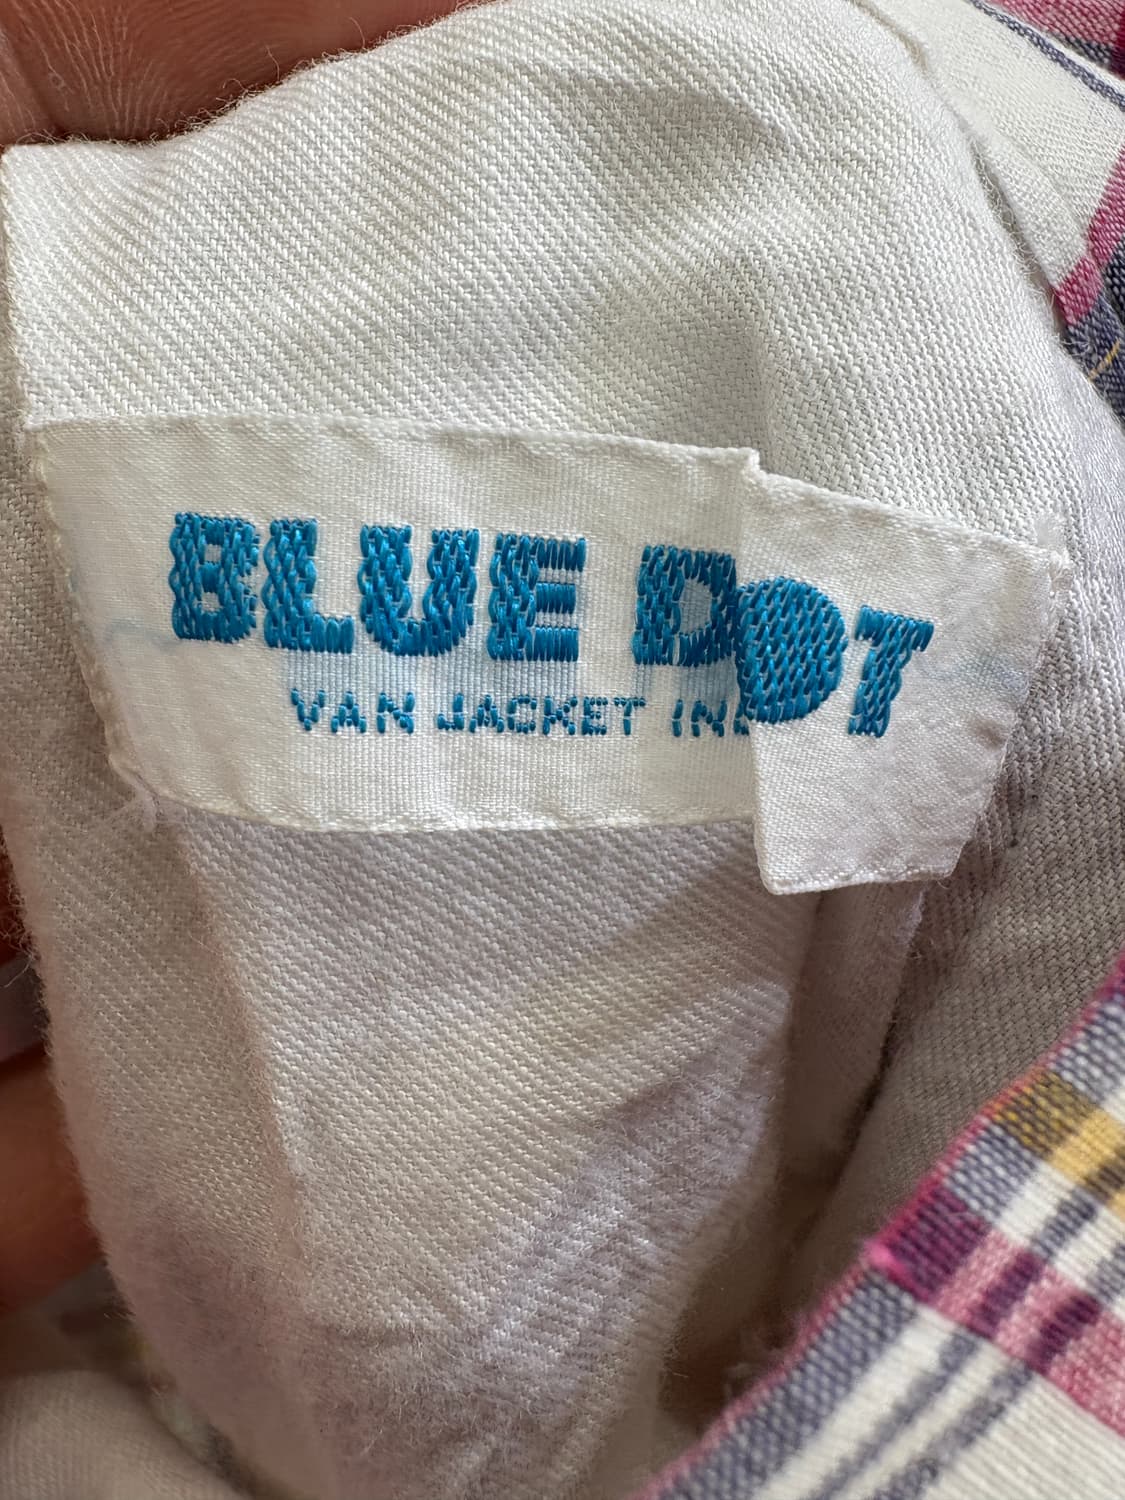 BLUE DOT
VAN JACKET IN